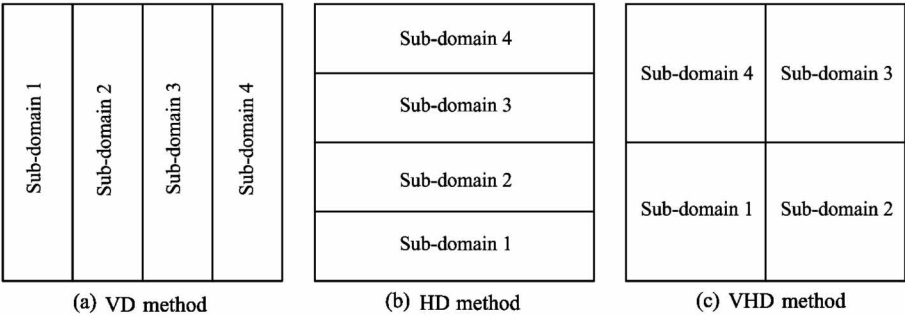 Sub-domain 1
Sub-domain 2
Sub-domain 3
Sub-domain 4
(a) VD method
Sub-domain 4
Sub-domain 3
Sub-domain 2
Sub-domain 1
(b) HD method
Sub-domain 4
Sub-domain 3
Sub-domain 1
Sub-domain 2
(c) VHD method